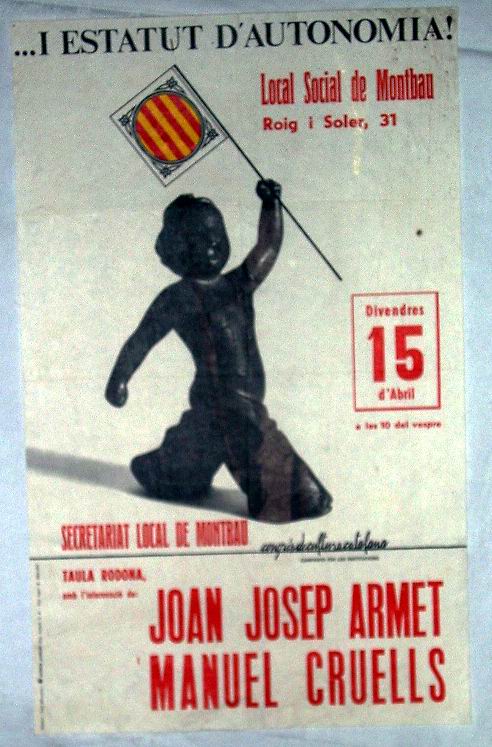 ...I ESTATUT D'AUTONOMIA!
Local Social de Montbau
Roig i Soler, 31
Divendres
15
d'Abril
a les 10 del vespre
SECRETARIAT LOCAL DE MONTBAU
congrés de cultura catalana
TAULA RODONA,
amb l'intervenció de:
JOAN JOSEP ARMET
MANUEL CRUELLS